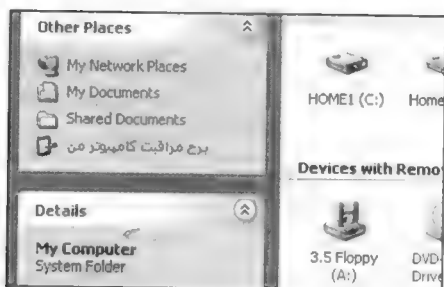 Other Places
My Network Places
My Documents
Shared Documents
برج مراقبت کامپیوتر من
Details
My Computer
System Folder
HOME1 (C:)
Home
Devices with Remo
3.5 Floppy
(A:)
DVD-
Drive